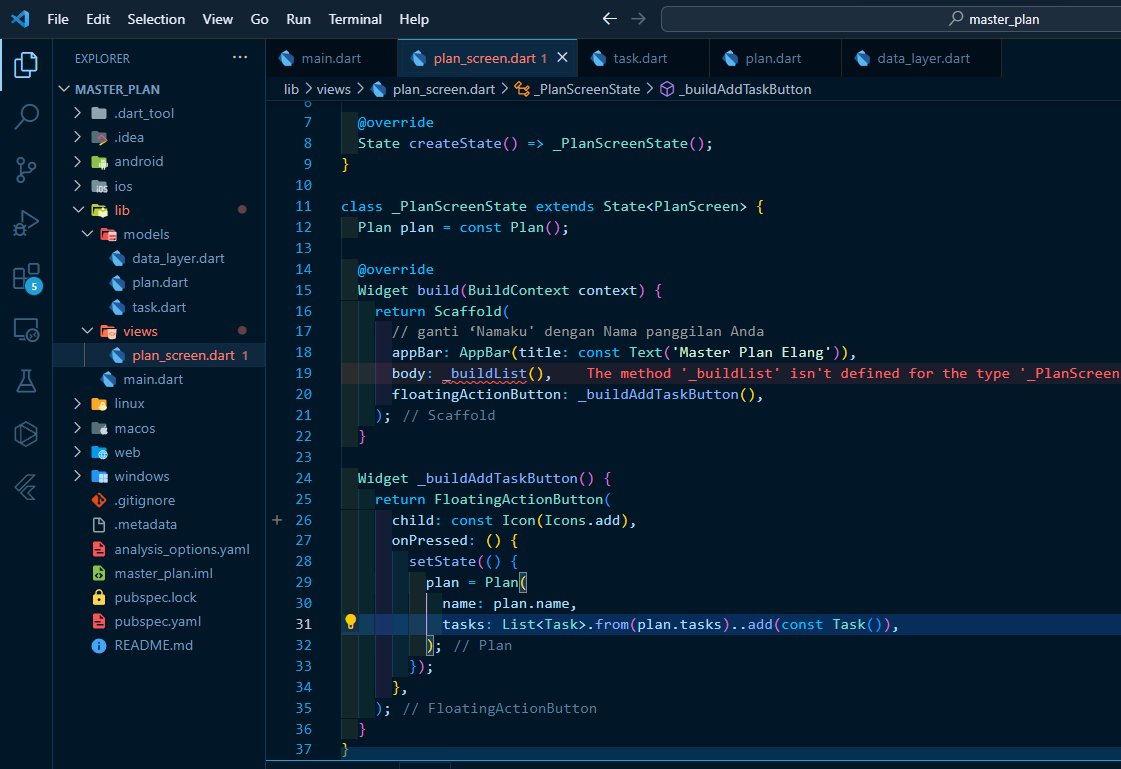 File Edit Selection View Go Run Terminal Help
master_plan
EXPLORER
MASTER_PLAN
.dart_tool
.idea
android
ios
lib
models
data_layer.dart
plan.dart
task.dart
views
plan_screen.dart 1
main.dart
linux
macos
web
windows
.gitignore
.metadata
analysis_options.yaml
master_plan.iml
pubspec.lock
pubspec.yaml
README.md
5
main.dart plan_screen.dart 1 task.dart plan.dart data_layer.dart
lib > views > plan_screen.dart > _PlanScreenState > _buildAddTaskButton
6
7 @override
8 State createState() => _PlanScreenState();
9 }
10
11 class _PlanScreenState extends State<PlanScreen> {
12 Plan plan = const Plan();
13
14 @override
15 Widget build(BuildContext context) {
16 return Scaffold(
17 // ganti ‘Namaku' dengan Nama panggilan Anda
18 appBar: AppBar(title: const Text('Master Plan Elang')),
19 body: _buildList(), The method '_buildList' isn't defined for the type '_PlanScreen
20 floatingActionButton: _buildAddTaskButton(),
21 ); // Scaffold
22 }
23
24 Widget _buildAddTaskButton() {
25 return FloatingActionButton(
26 child: const Icon(Icons.add),
27 onPressed: () {
28 setState(() {
29 plan = Plan(
30 name: plan.name,
31 tasks: List<Task>.from(plan.tasks)..add(const Task()),
32 ); // Plan
33 });
34 },
35 ); // FloatingActionButton
36 }
37 }